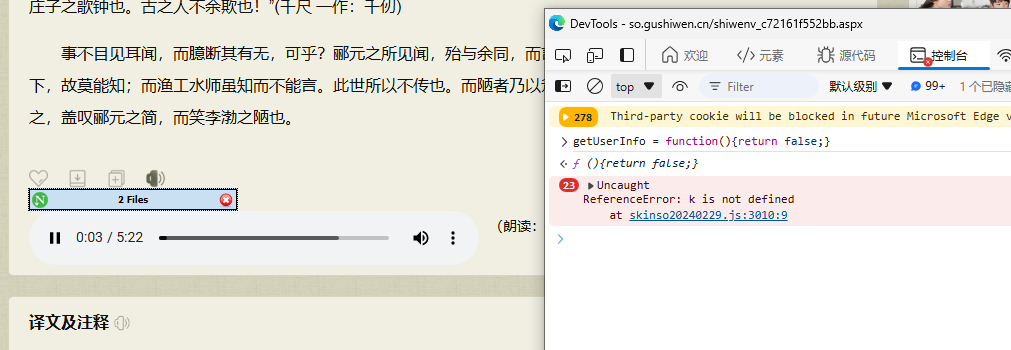 庄子之歌钟也。古之人不余欺也！”(千尺 一作：千仞)
事不目见耳闻，而臆断其有无，可乎？郦元之所见闻，殆与余同，而
下，故莫能知；而渔工水师虽知而不能言。此世所以不传也。而陋者乃以
之，盖叹郦元之简，而笑李渤之陋也。
2 Files
0:03 / 5:22
（朗读：
译文及注释
DevTools - so.gushiwen.cn/shiwenv_c72161f552bb.aspx
欢迎
元素
源代码
控制台
top
Filter
默认级别
99+
1 个已隐藏
278 Third-party cookie will be blocked in future Microsoft Edge v
getUserInfo = function(){return false;}
ƒ (){return false;}
23 Uncaught
ReferenceError: k is not defined
at skinso20240229.js:3010:9